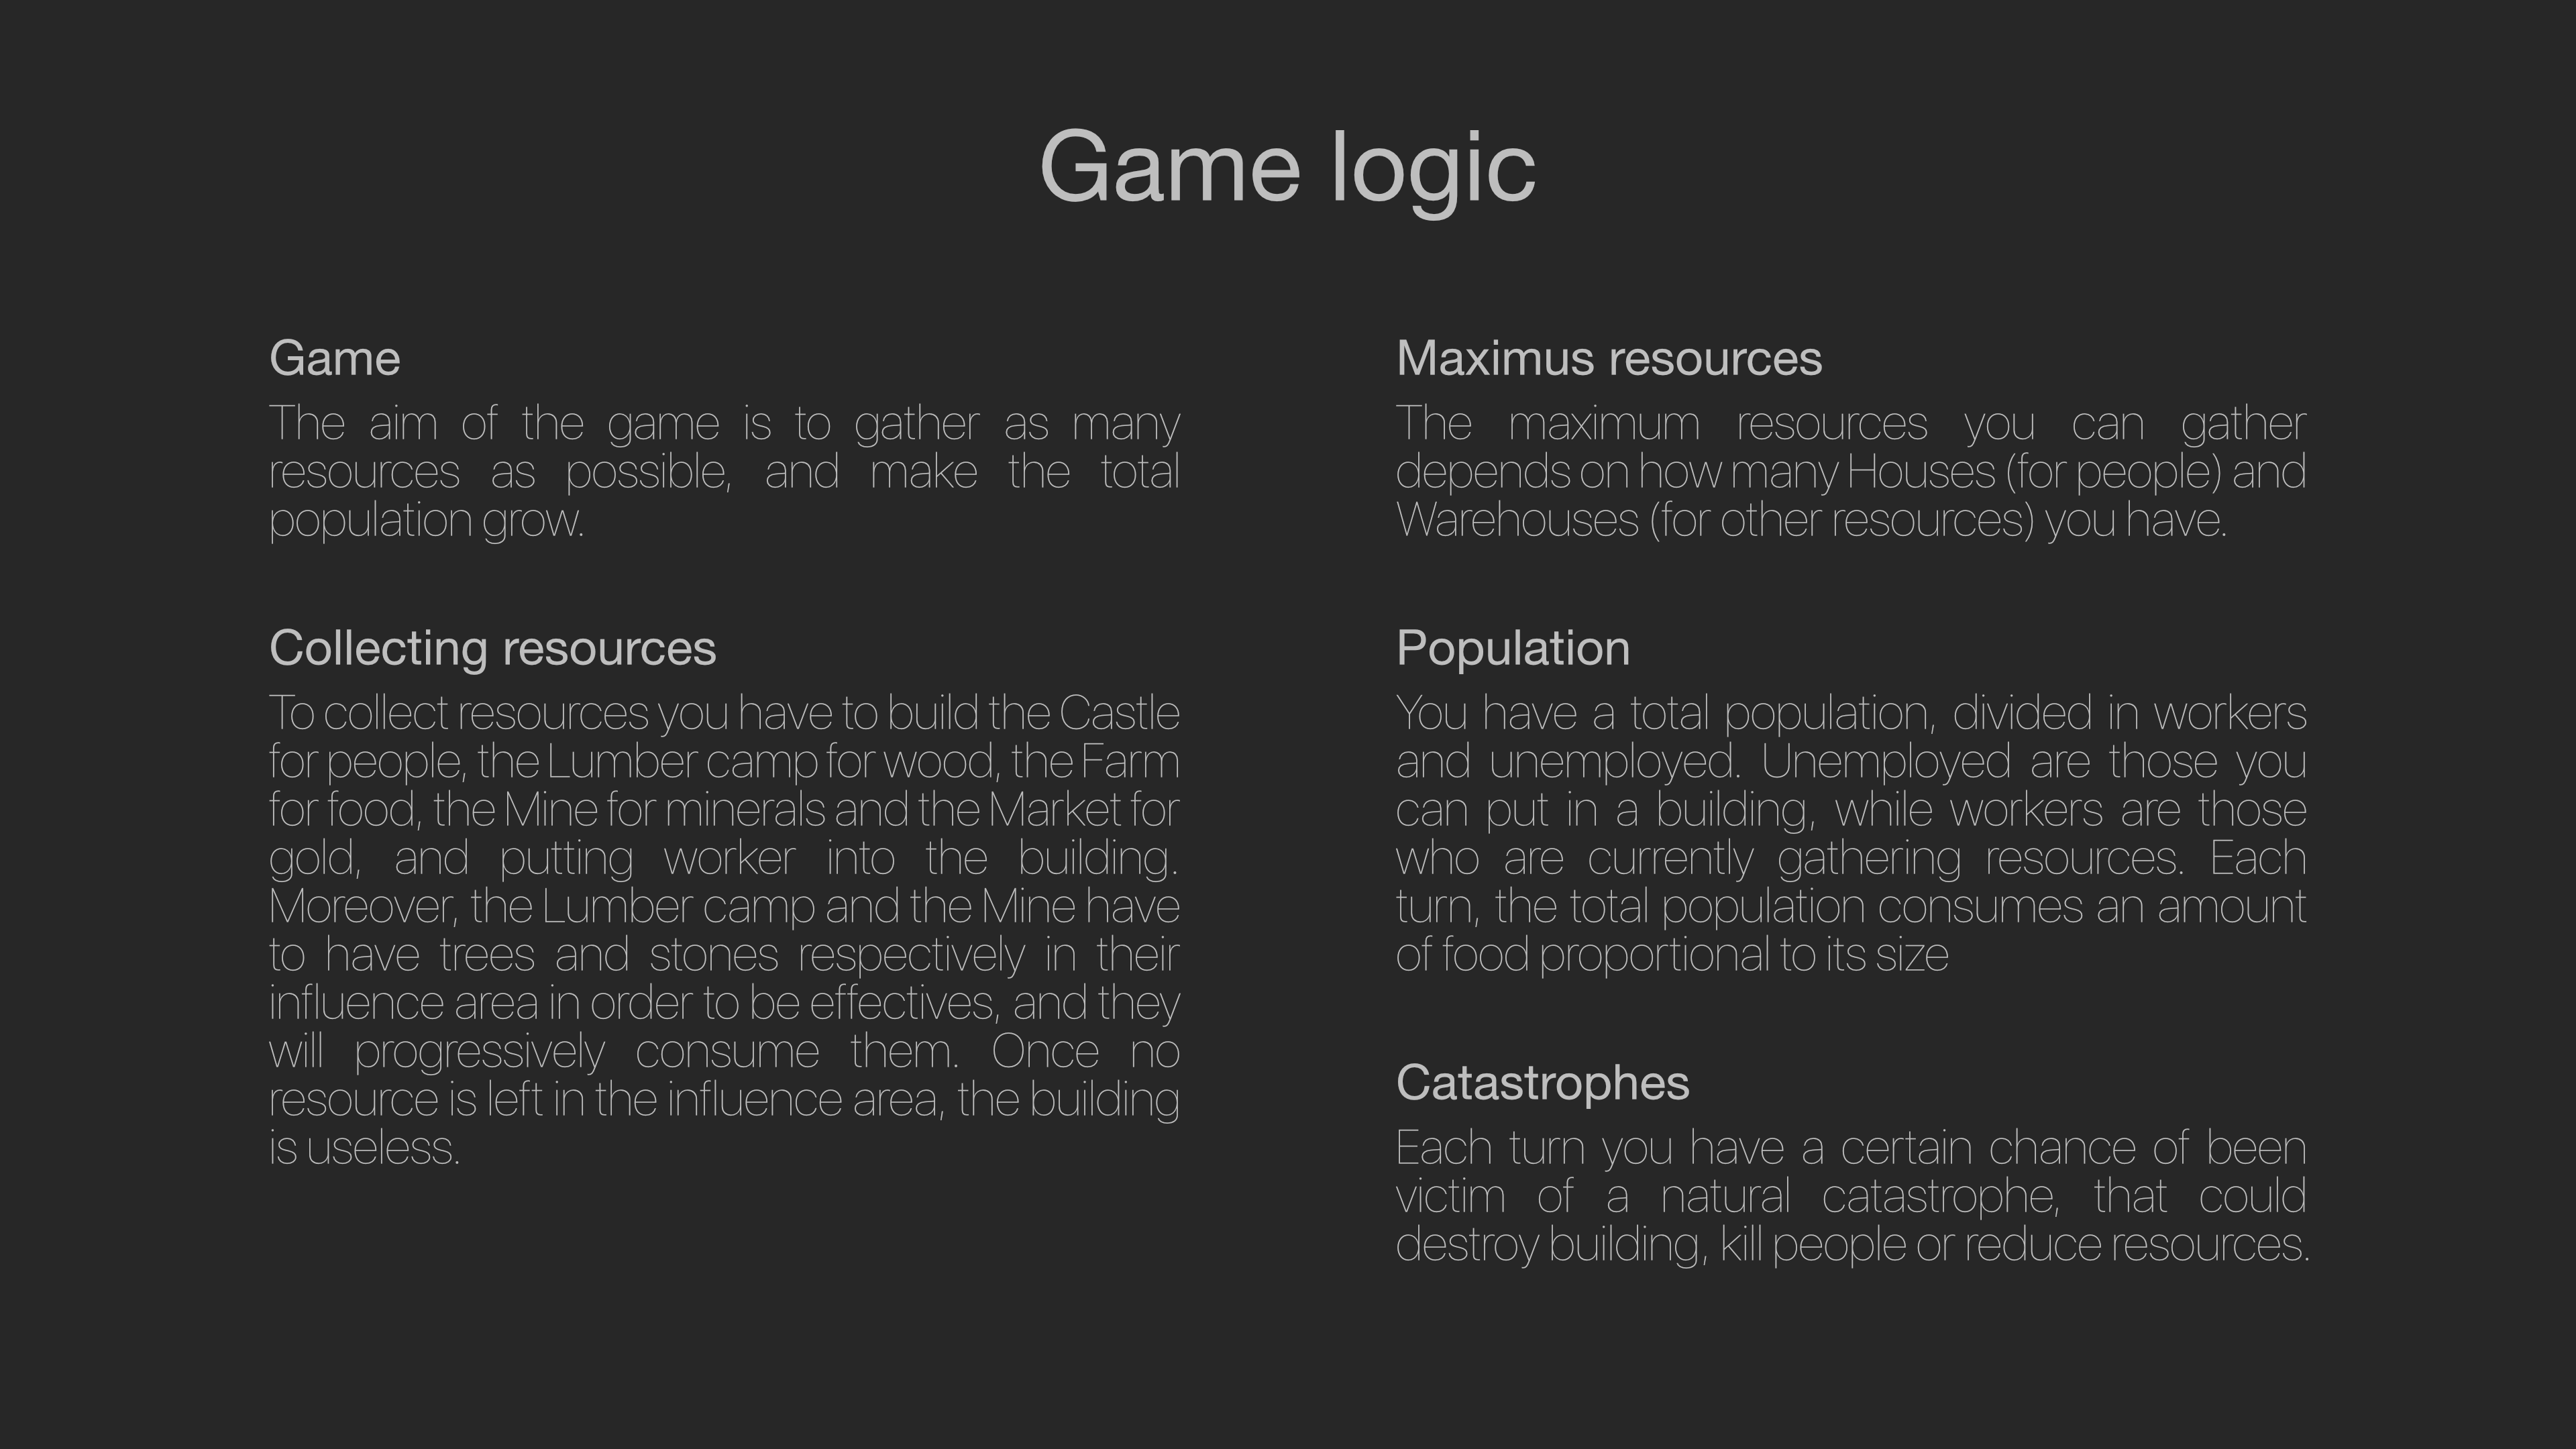 Game logic
Game
The aim of the game is to gather as many
resources as possible, and make the total
population grow.
Collecting resources
To collect resources you have to build the Castle
for people, the Lumber camp for wood, the Farm
for food, the Mine for minerals and the Market for
gold, and putting worker into the building.
Moreover, the Lumber camp and the Mine have
to have trees and stones respectively in their
influence area in order to be effectives, and they
will progressively consume them. Once no
resource is left in the influence area, the building
is useless.
Maximus resources
The maximum resources you can gather
depends on how many Houses (for people) and
Warehouses (for other resources) you have.
Population
You have a total population, divided in workers
and unemployed. Unemployed are those you
can put in a building, while workers are those
who are currently gathering resources. Each
turn, the total population consumes an amount
of food proportional to its size
Catastrophes
Each turn you have a certain chance of been
victim of a natural catastrophe, that could
destroy building, kill people or reduce resources.